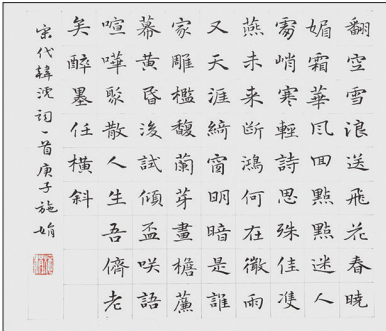 翻空雪浪送飛花春曉
媚霜華風回點點迷人
霧峭寒輕詩思殊佳雙
燕未來斷鴻何在微雨
又天涯綺窗明暗是誰
家雕檻馥蘭芽畫檐簾
幕黃昏後試傾盃咲語
喧嘩聚散人生吾儕老
矣醉墨任橫斜
宋代韓淲詞一首庚子施娟